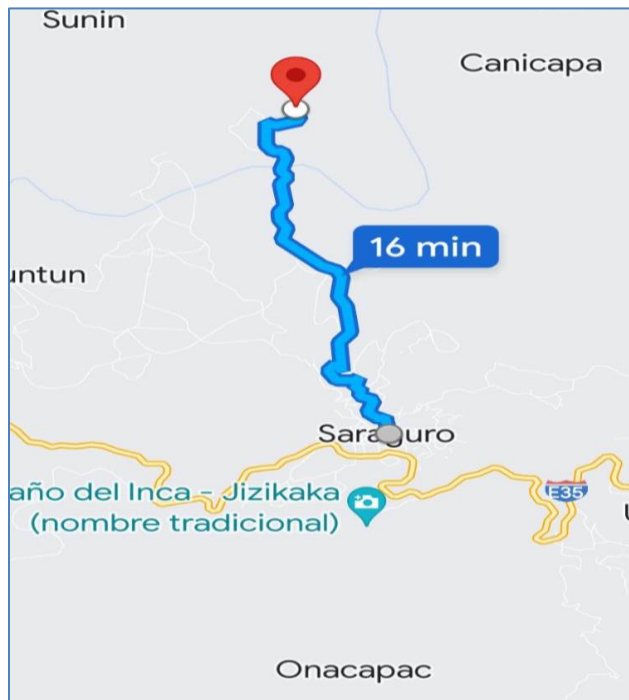 Sunin
Canicapa
16 min
untun
Saraguro
año del Inca - Jizikaka
(nombre tradicional)
E35
Onacapac